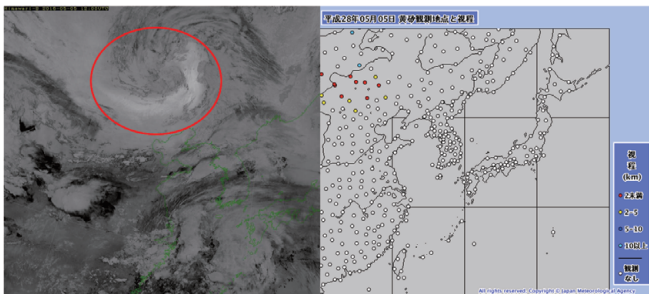 平成28年05月05日 黄砂観測地点と視程
視
程
(km)
2未満
2~5
5~10
10以上
観測
なし
All rights reserved. Copyright © Japan Meteorological Agency